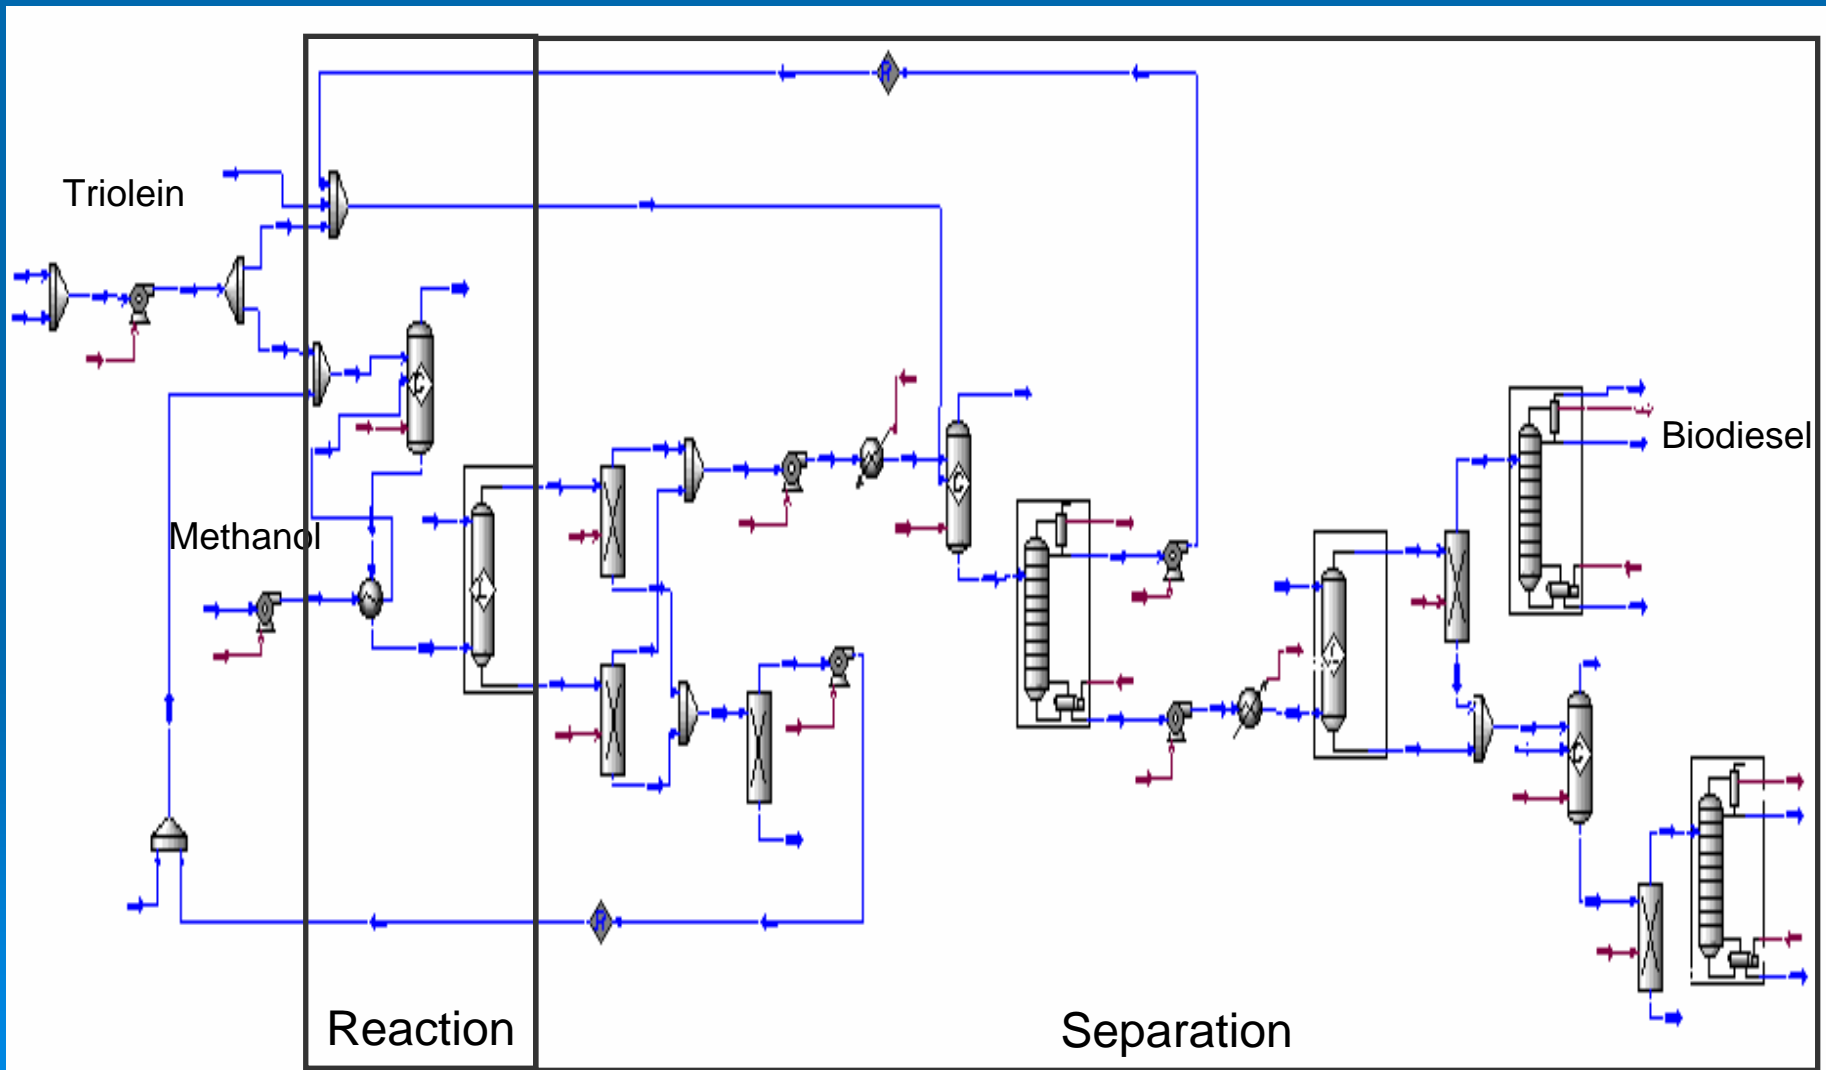 Triolein
Methanol
Biodiesel
Reaction
Separation
R
R
C
C
C